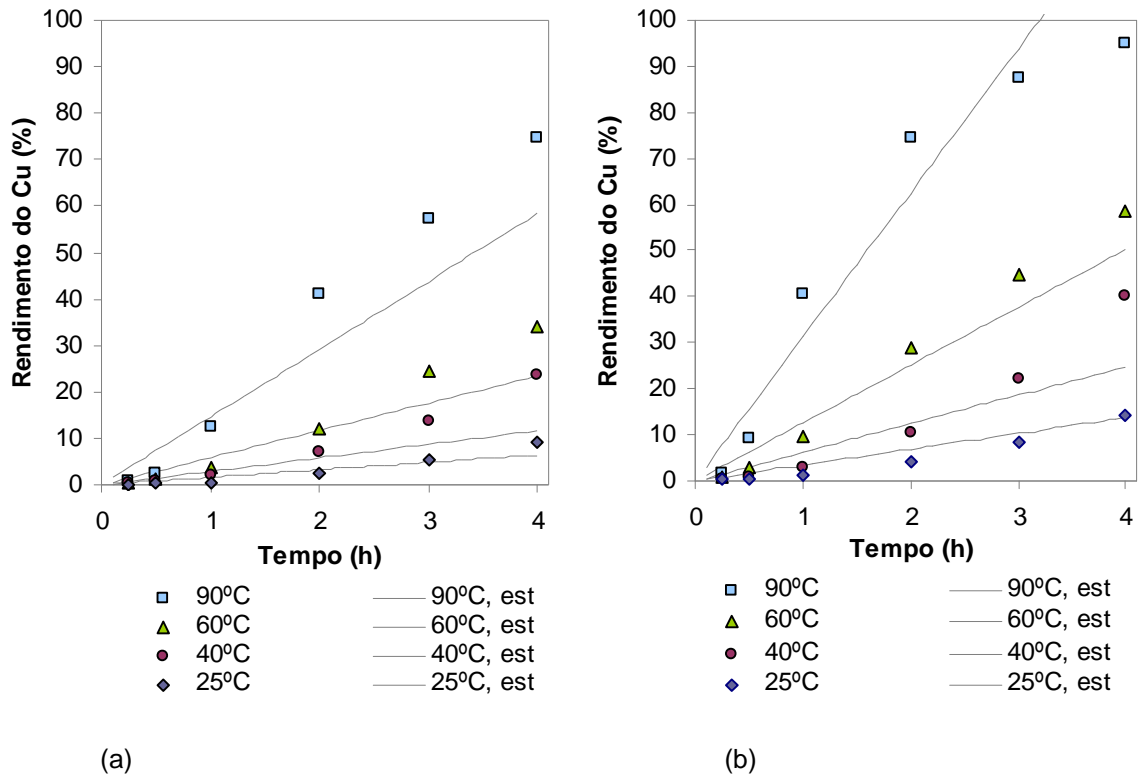 100
90
80
70
60
50
40
30
20
10
0
Rendimento do Cu (%)
0 1 2 3 4
Tempo (h)
90ºC 90ºC, est
60ºC 60ºC, est
40ºC 40ºC, est
25ºC 25ºC, est
(a)
100
90
80
70
60
50
40
30
20
10
0
Rendimento do Cu (%)
0 1 2 3 4
Tempo (h)
90ºC 90ºC, est
60ºC 60ºC, est
40ºC 40ºC, est
25ºC 25ºC, est
(b)